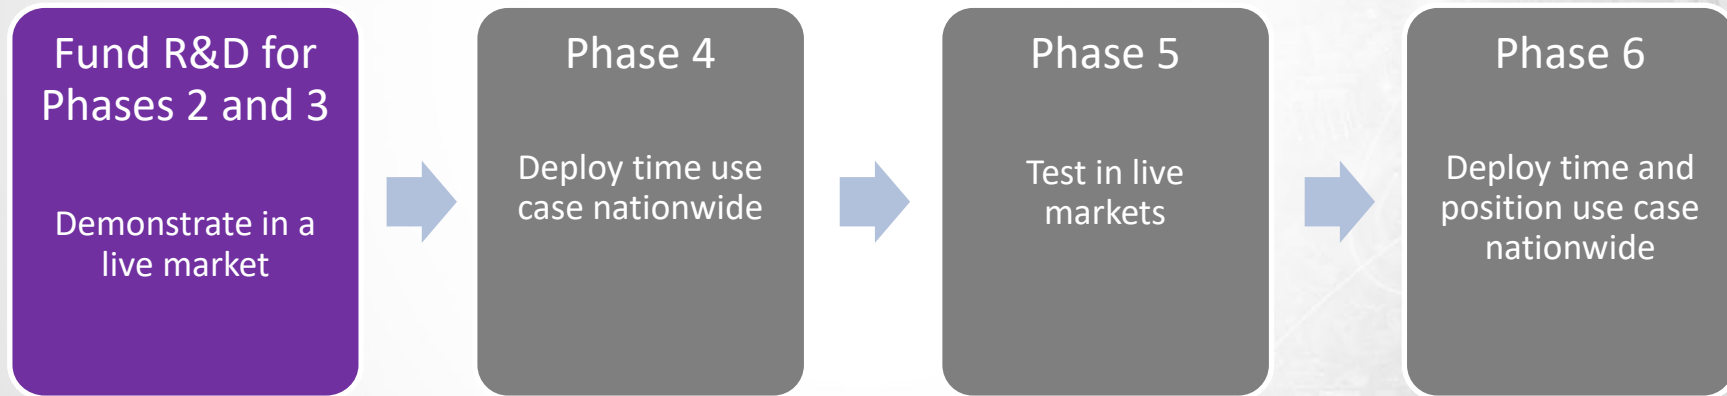 Fund R&D for
Phases 2 and 3
Demonstrate in a
live market
Phase 4
Deploy time use
case nationwide
Phase 5
Test in live
markets
Phase 6
Deploy time and
position use case
nationwide